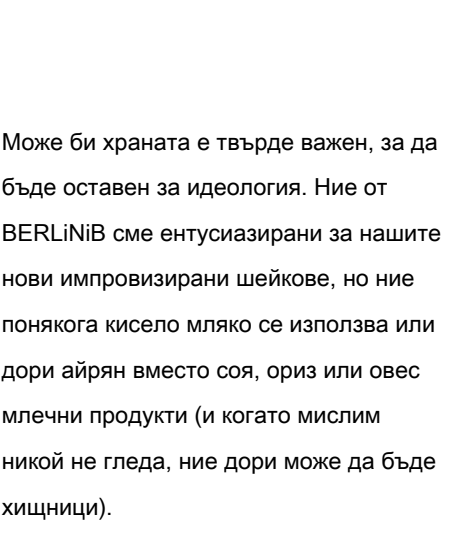 Може би храната е твърде важен, за да
бъде оставен за идеология. Ние от
BERLiNiB сме ентусиазирани за нашите
нови импровизирани шейкове, но ние
понякога кисело мляко се използва или
дори айрян вместо соя, ориз или овес
млечни продукти (и когато мислим
никой не гледа, ние дори може да бъде
хищници).